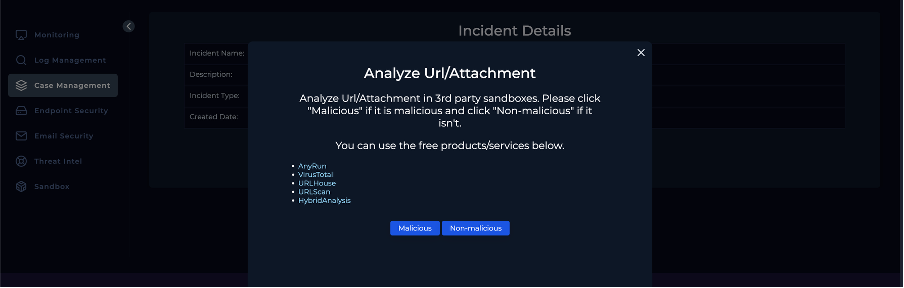 Incident Details
Monitoring
Log Management
Case Management
Endpoint Security
Email Security
Threat Intel
Sandbox
Incident Name:
Description:
Incident Type:
Created Date:
Analyze Url/Attachment
Analyze Url/Attachment in 3rd party sandboxes. Please click
"Malicious" if it is malicious and click "Non-malicious" if it
isn't.
You can use the free products/services below.
AnyRun
VirusTotal
URLHouse
URLScan
HybridAnalysis
Malicious Non-malicious